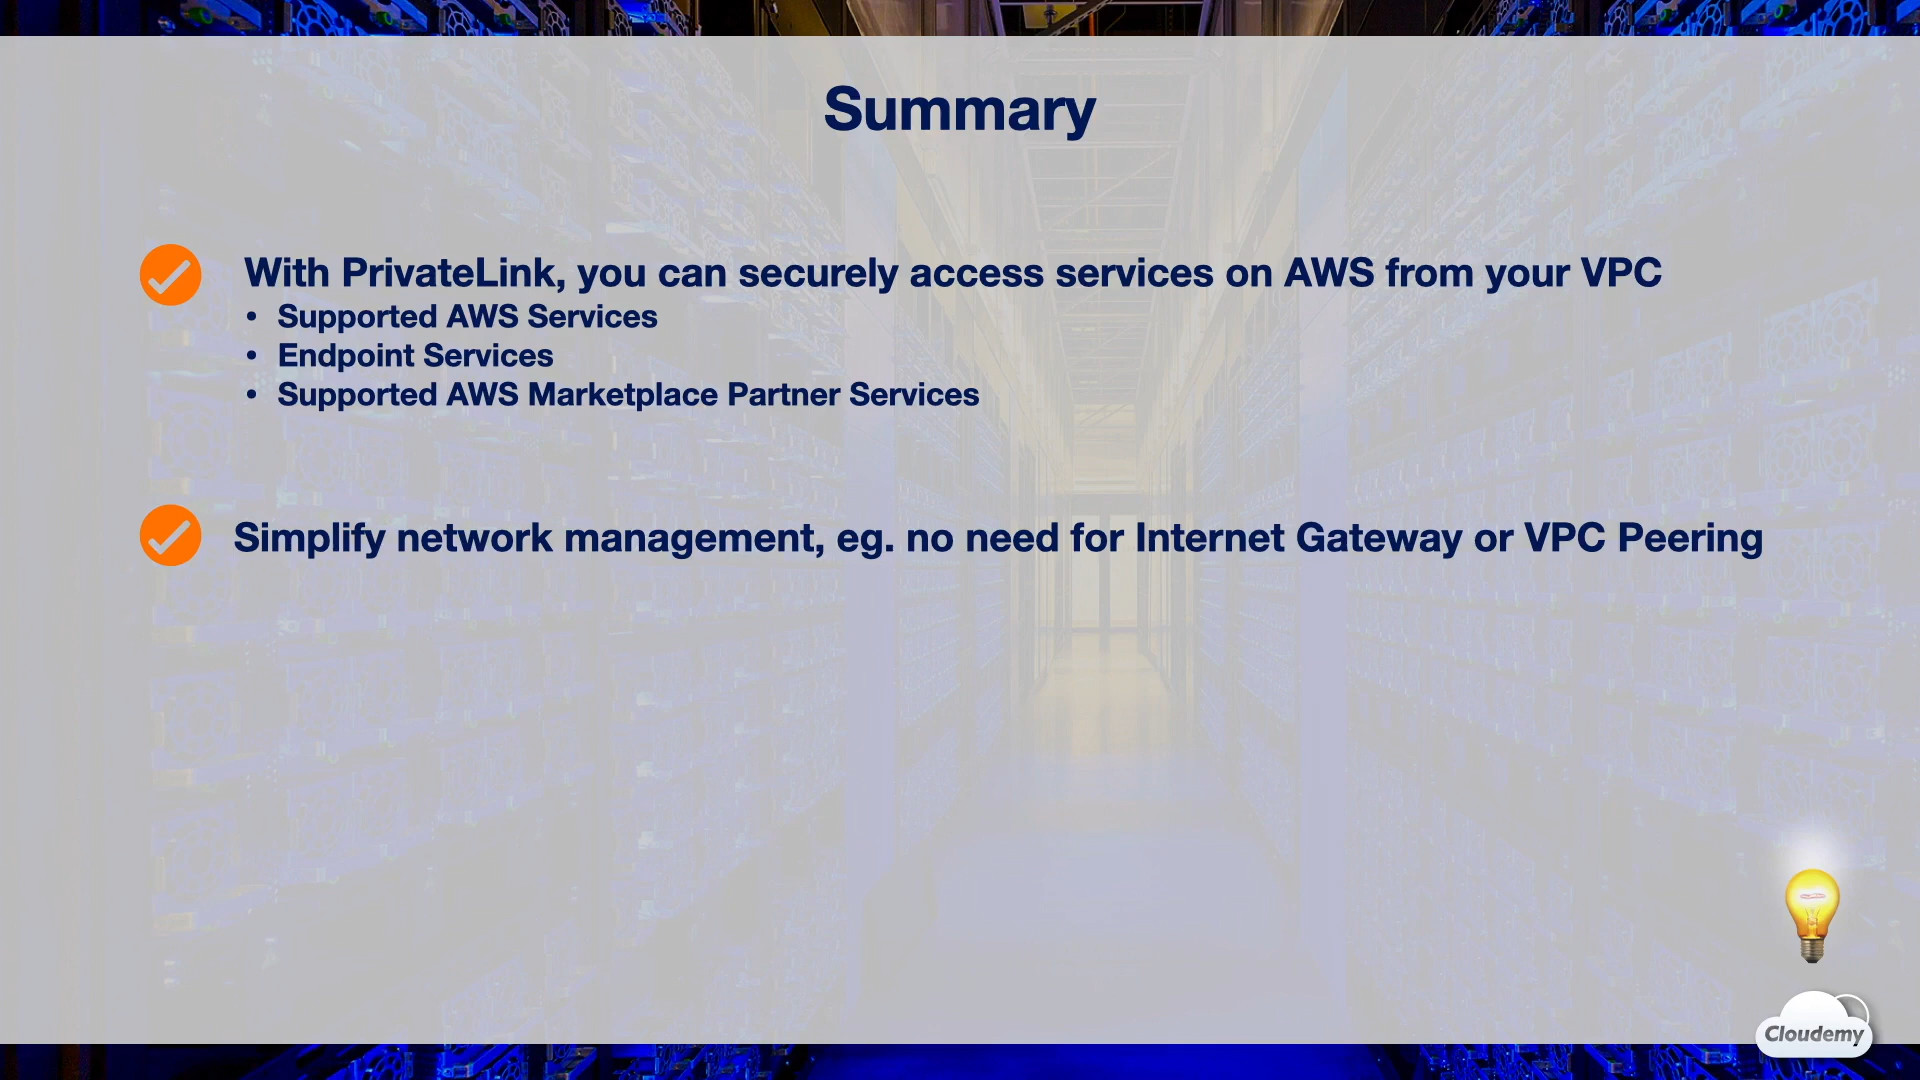 Summary
With PrivateLink, you can securely access services on AWS from your VPC
• Supported AWS Services
• Endpoint Services
• Supported AWS Marketplace Partner Services
Simplify network management, eg. no need for Internet Gateway or VPC Peering
Cloudemy